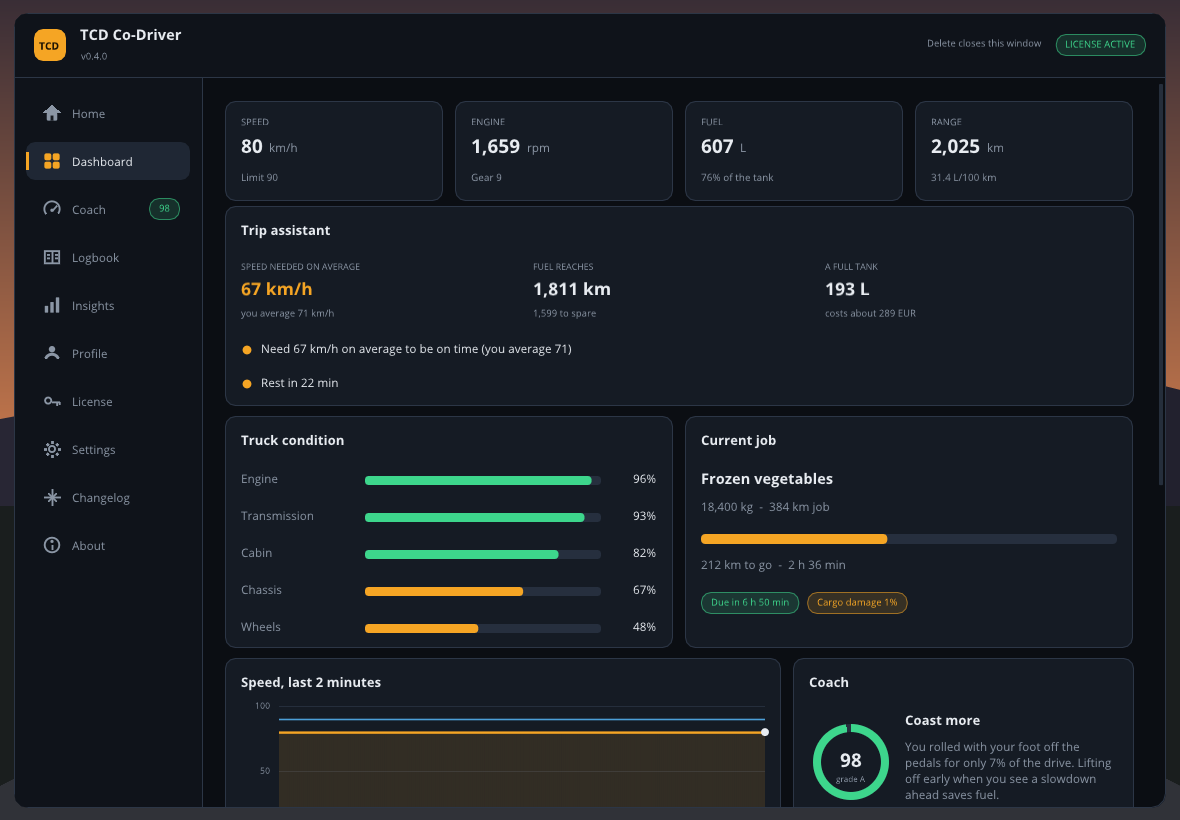 TCD
TCD Co-Driver
v0.4.0
Delete closes this window
LICENSE ACTIVE
Home
Dashboard
Coach
98
Logbook
Insights
Profile
License
Settings
Changelog
About
SPEED
80 km/h
Limit 90
ENGINE
1,659 rpm
Gear 9
FUEL
607 L
76% of the tank
RANGE
2,025 km
31.4 L/100 km
Trip assistant
SPEED NEEDED ON AVERAGE
67 km/h
you average 71 km/h
FUEL REACHES
1,811 km
1,599 to spare
A FULL TANK
193 L
costs about 289 EUR
Need 67 km/h on average to be on time (you average 71)
Rest in 22 min
Truck condition
Engine 96%
Transmission 93%
Cabin 82%
Chassis 67%
Wheels 48%
Current job
Frozen vegetables
18,400 kg - 384 km job
212 km to go - 2 h 36 min
Due in 6 h 50 min
Cargo damage 1%
Speed, last 2 minutes
100
50
Coach
98
grade A
Coast more
You rolled with your foot off the
pedals for only 7% of the drive. Lifting
off early when you see a slowdown
ahead saves fuel.